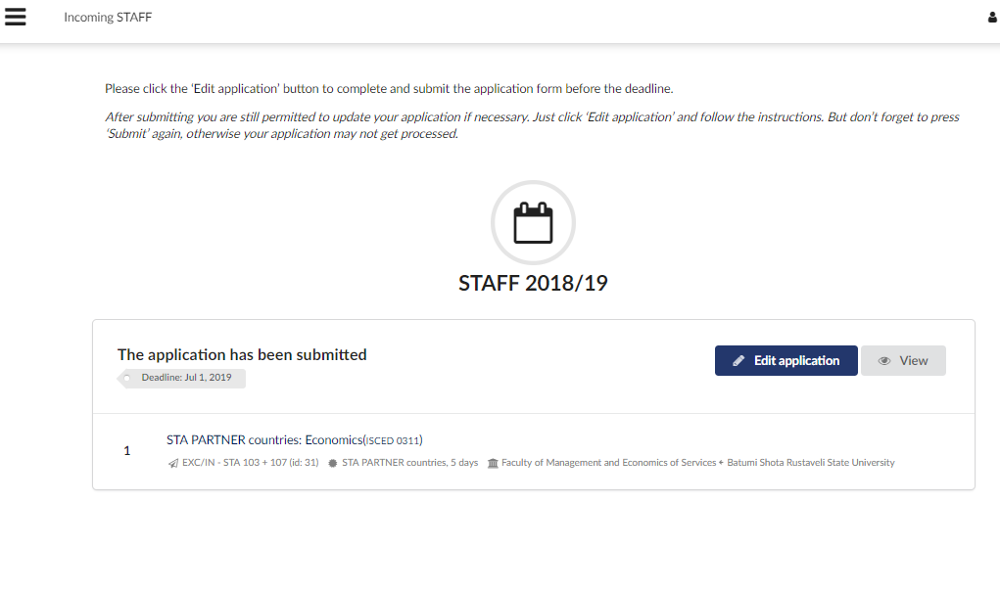 Incoming STAFF
Please click the ‘Edit application’ button to complete and submit the application form before the deadline.
After submitting you are still permitted to update your application if necessary. Just click ‘Edit application’ and follow the instructions. But don’t forget to press
‘Submit’ again, otherwise your application may not get processed.
STAFF 2018/19
The application has been submitted
Deadline: Jul 1, 2019
Edit application
View
1
STA PARTNER countries: Economics(ISCED 0311)
EXC/IN - STA 103 + 107 (id: 31) STA PARTNER countries, 5 days Faculty of Management and Economics of Services Batumi Shota Rustaveli State University